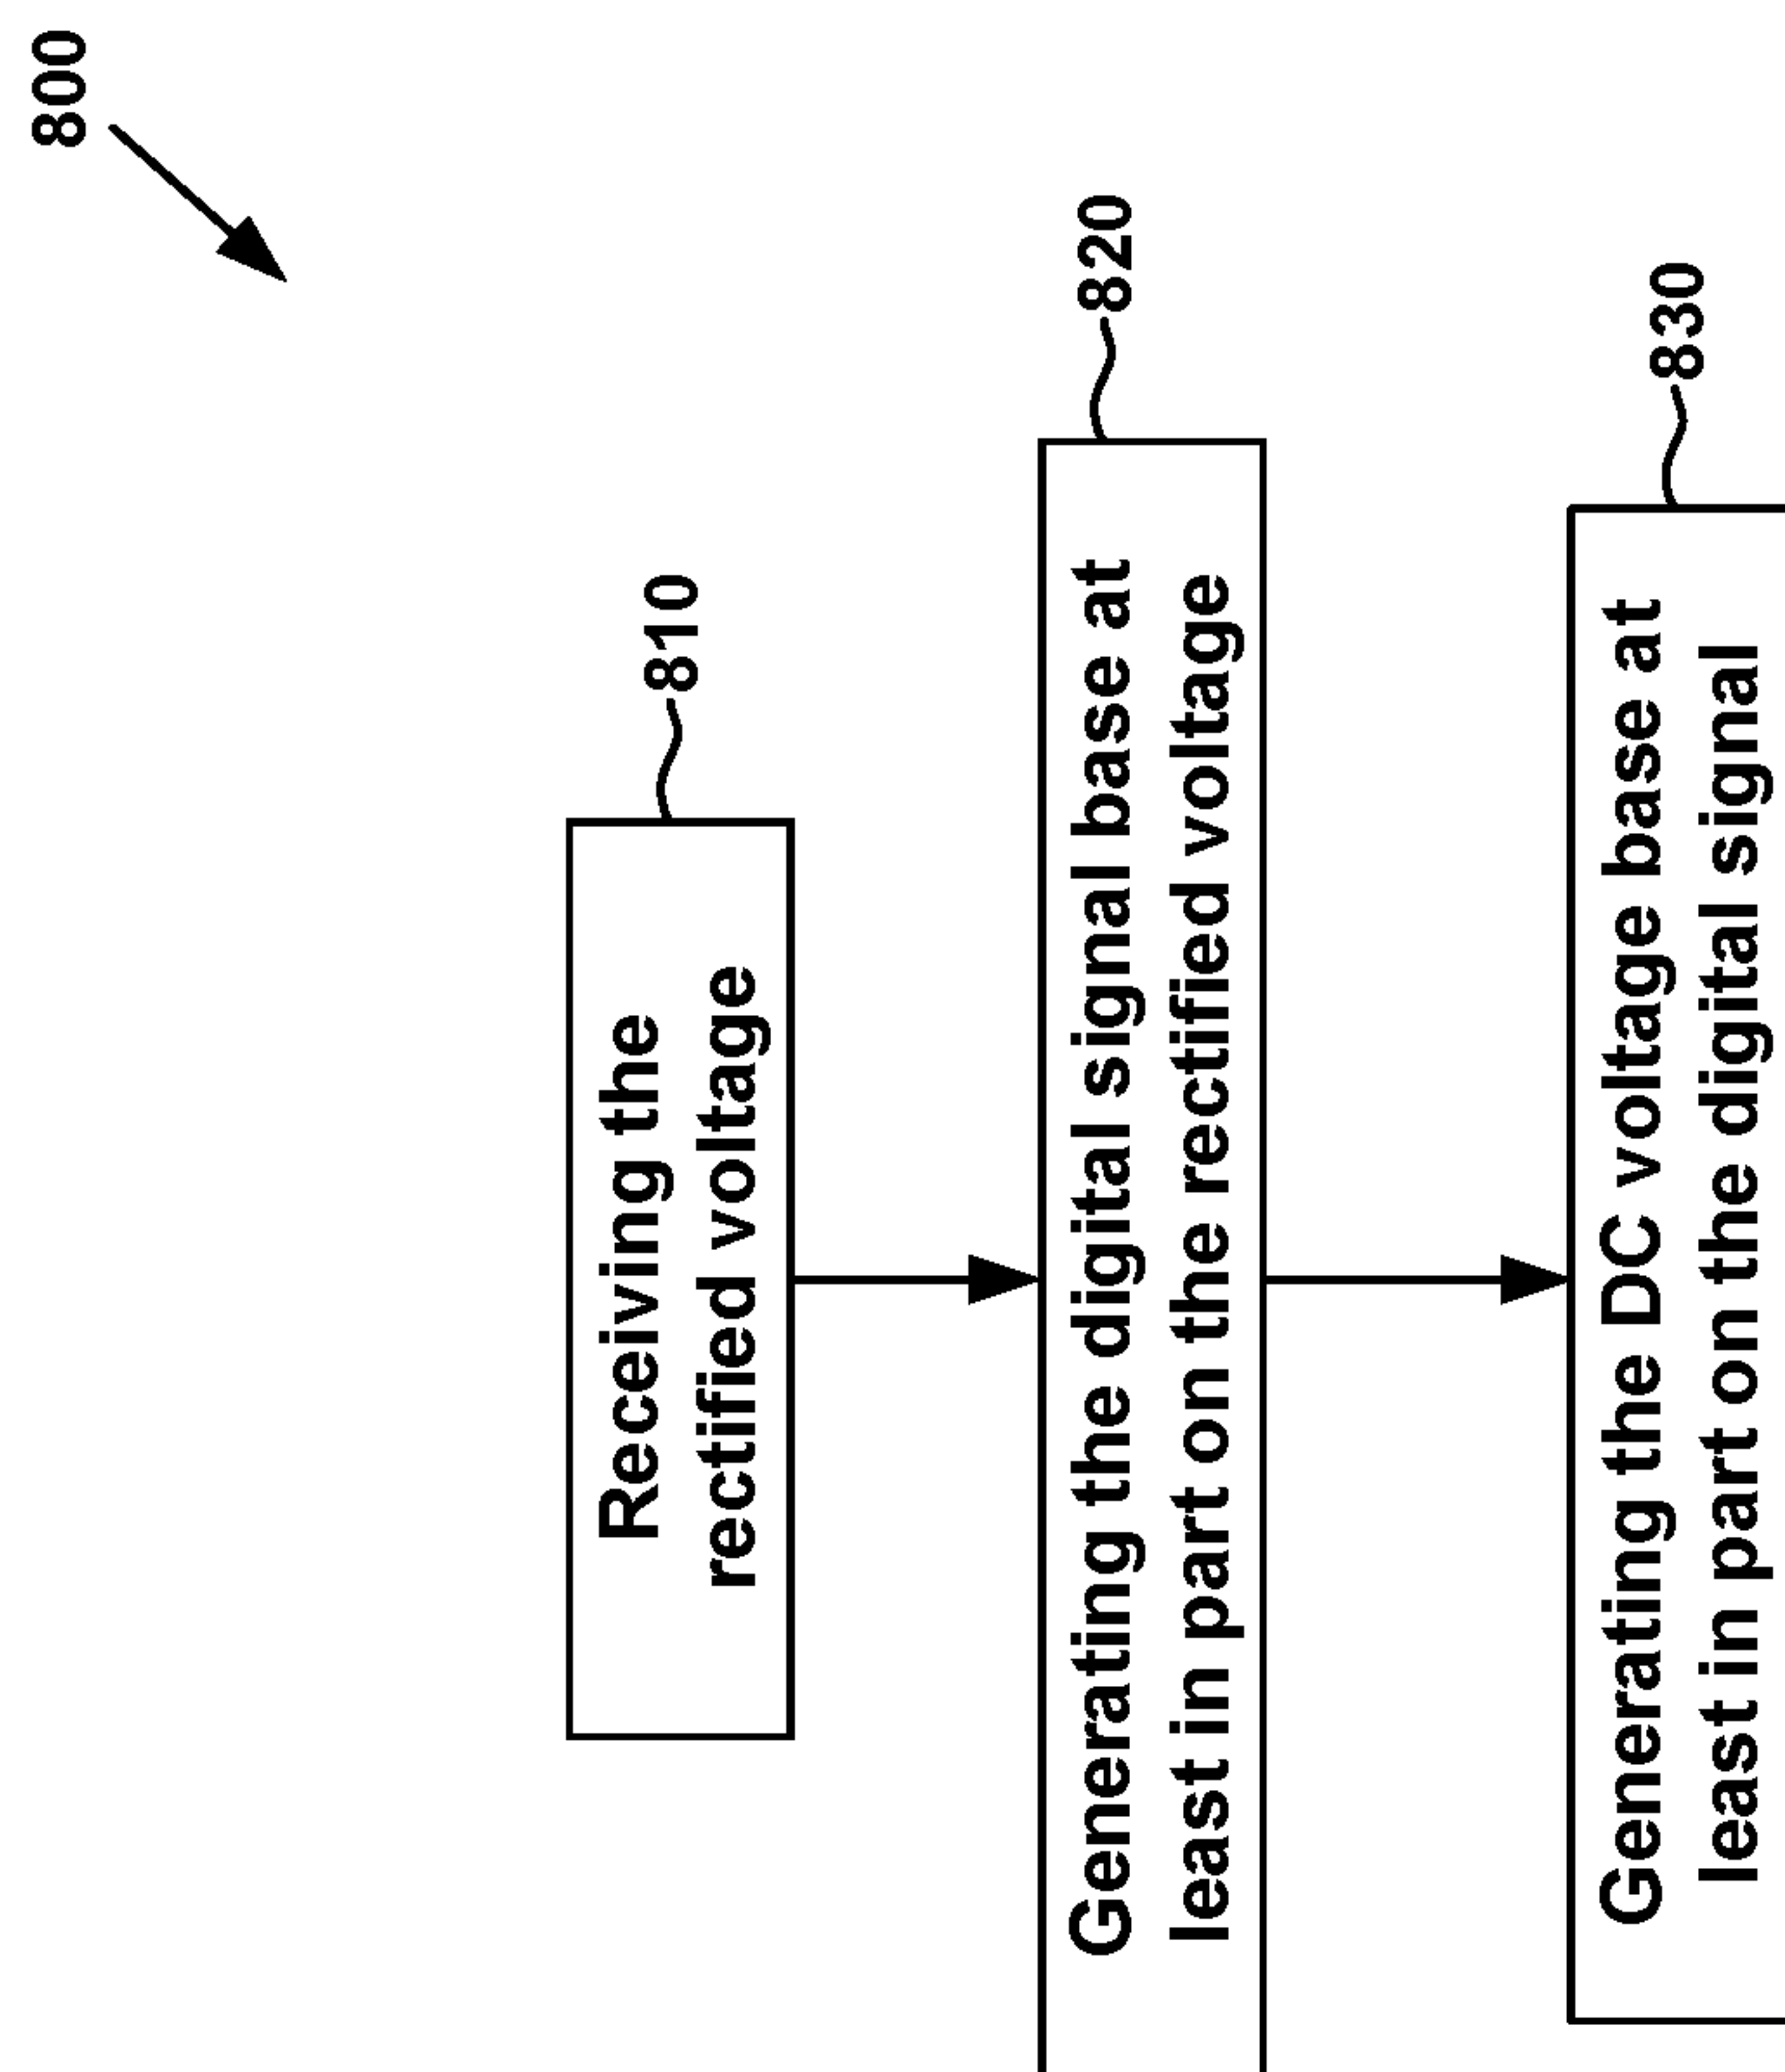 800
810
Receiving the
rectified voltage
820
Generating the digital signal base at
least in part on the rectified voltage
830
Generating the DC voltage base at
least in part on the digital signal